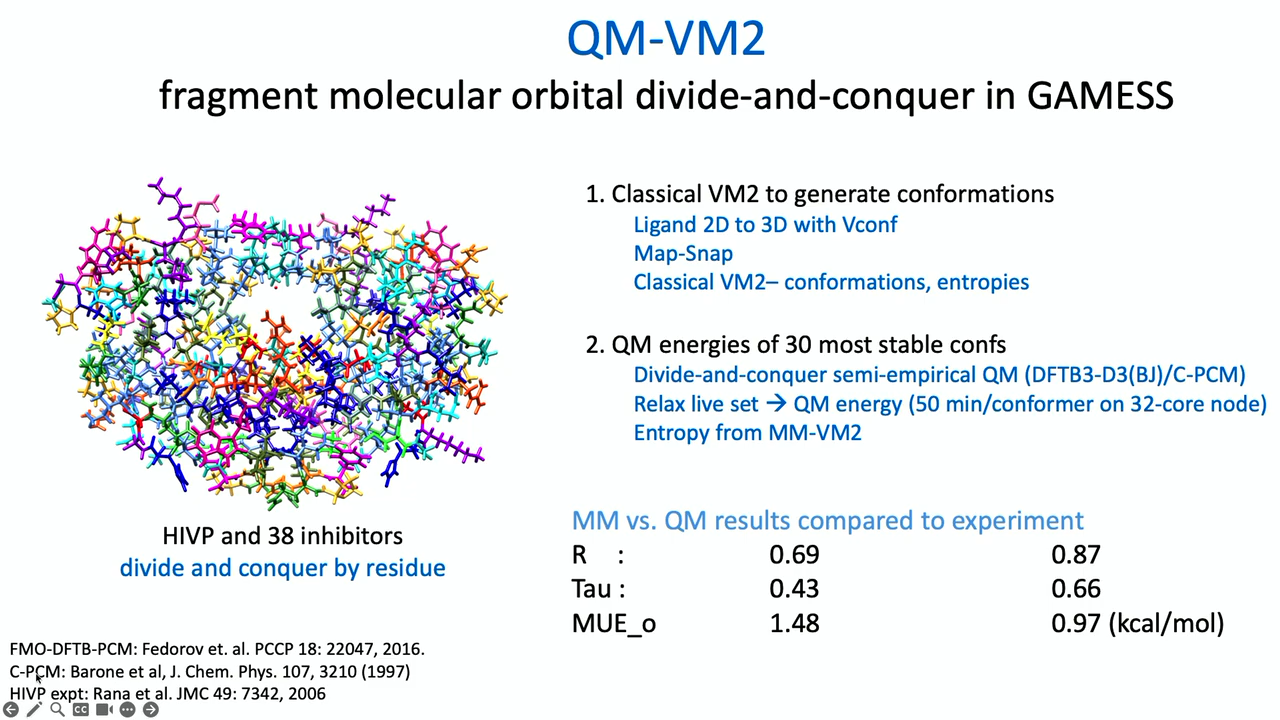 QM-VM2
fragment molecular orbital divide-and-conquer in GAMESS
1. Classical VM2 to generate conformations
Ligand 2D to 3D with Vconf
Map-Snap
Classical VM2– conformations, entropies
2. QM energies of 30 most stable confs
Divide-and-conquer semi-empirical QM (DFTB3-D3(BJ)/C-PCM)
Relax live set → QM energy (50 min/conformer on 32-core node)
Entropy from MM-VM2
HIVP and 38 inhibitors
divide and conquer by residue
MM vs. QM results compared to experiment
R : 0.69 0.87
Tau : 0.43 0.66
MUE_o 1.48 0.97 (kcal/mol)
FMO-DFTB-PCM: Fedorov et. al. PCCP 18: 22047, 2016.
C-PCM: Barone et al, J. Chem. Phys. 107, 3210 (1997)
HIVP expt: Rana et al. JMC 49: 7342, 2006
CC